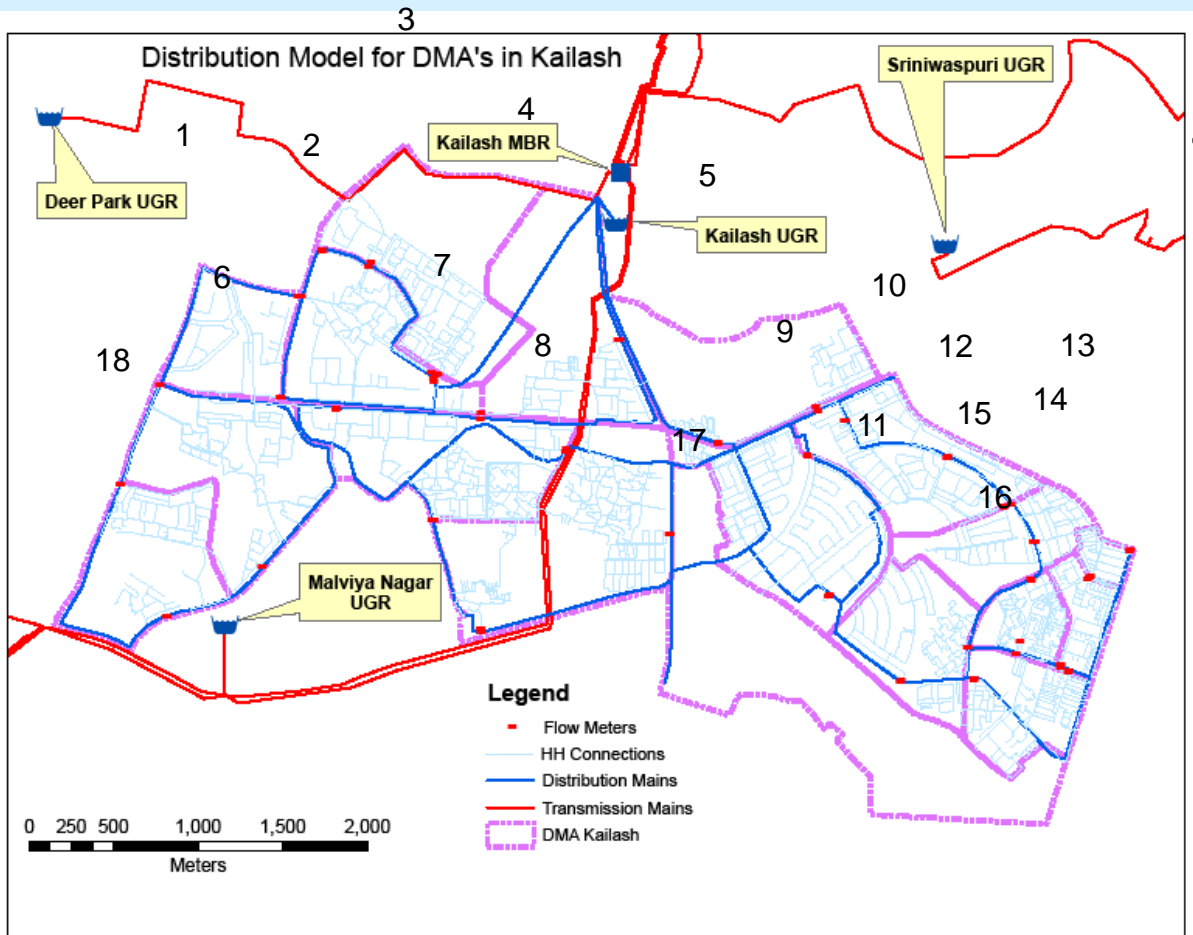 3
Distribution Model for DMA's in Kailash
Sriniwaspuri UGR
4
1
2
Kailash MBR
5
Deer Park UGR
Kailash UGR
7
6
10
9
8
12
13
18
14
15
11
17
16
Malviya Nagar
UGR
Legend
Flow Meters
HH Connections
Distribution Mains
Transmission Mains
DMA Kailash
0 250 500 1,000 1,500 2,000
Meters